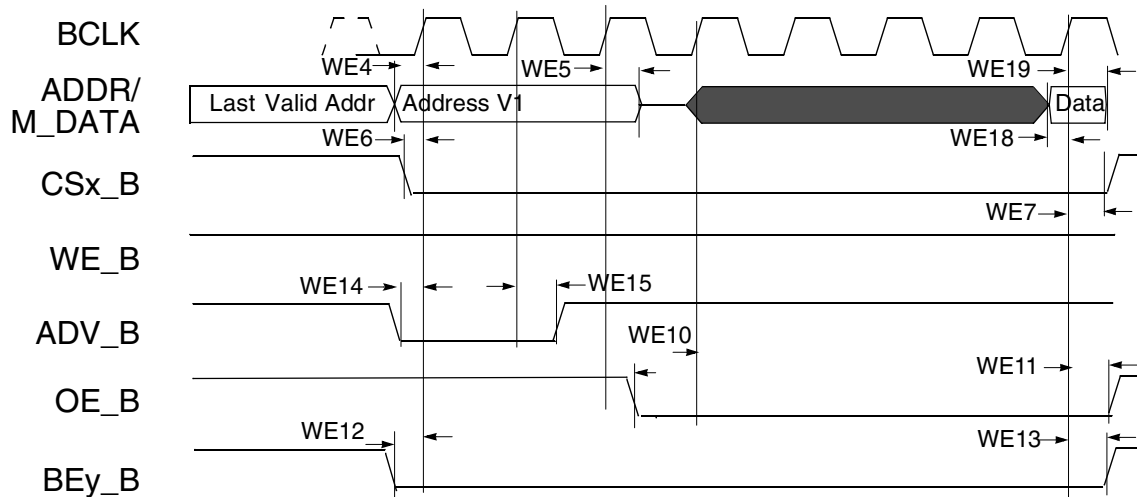 BCLK
WE4
WE5
WE19
ADDR/
M_DATA
Last Valid Addr
Address V1
Data
WE6
WE18
CSx_B
WE7
WE_B
WE14
WE15
ADV_B
WE10
WE11
OE_B
WE12
WE13
BEy_B